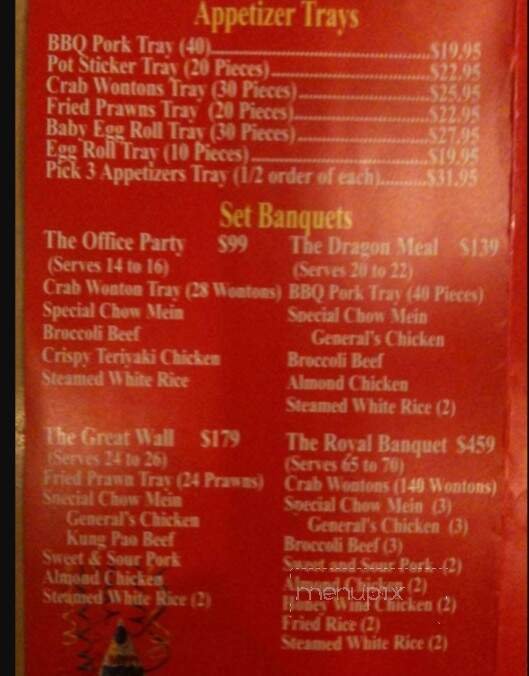 Appetizer Trays
BBQ Pork Tray (40)..........$19.95
Pot Sticker Tray (20 Pieces)..........$22.95
Crab Wontons Tray (30 Pieces)..........$25.95
Fried Prawns Tray (20 Pieces)..........$22.95
Baby Egg Roll Tray (30 Pieces)..........$27.95
Egg Roll Tray (10 Pieces)..........$19.95
Pick 3 Appetizers Tray (1/2 order of each)..........$31.95
Set Banquets
The Office Party $99
(Serves 14 to 16)
Crab Wonton Tray (28 Wontons)
Special Chow Mein
Broccoli Beef
Crispy Teriyaki Chicken
Steamed White Rice
The Dragon Meal $139
(Serves 20 to 22)
BBQ Pork Tray (40 Pieces)
Special Chow Mein
General's Chicken
Broccoli Beef
Almond Chicken
Steamed White Rice (2)
The Great Wall $179
(Serves 24 to 26)
Fried Prawn Tray (24 Prawns)
Special Chow Mein
General's Chicken
Kung Pao Beef
Sweet & Sour Pork
Almond Chicken
Steamed White Rice (2)
The Royal Banquet $459
(Serves 65 to 70)
Crab Wontons (140 Wontons)
Special Chow Mein (3)
General's Chicken (3)
Broccoli Beef (3)
Sweet and Sour Pork (2)
Almond Chicken (2)
menupix
Honey Wind Chicken (2)
Fried Rice (2)
Steamed White Rice (2)